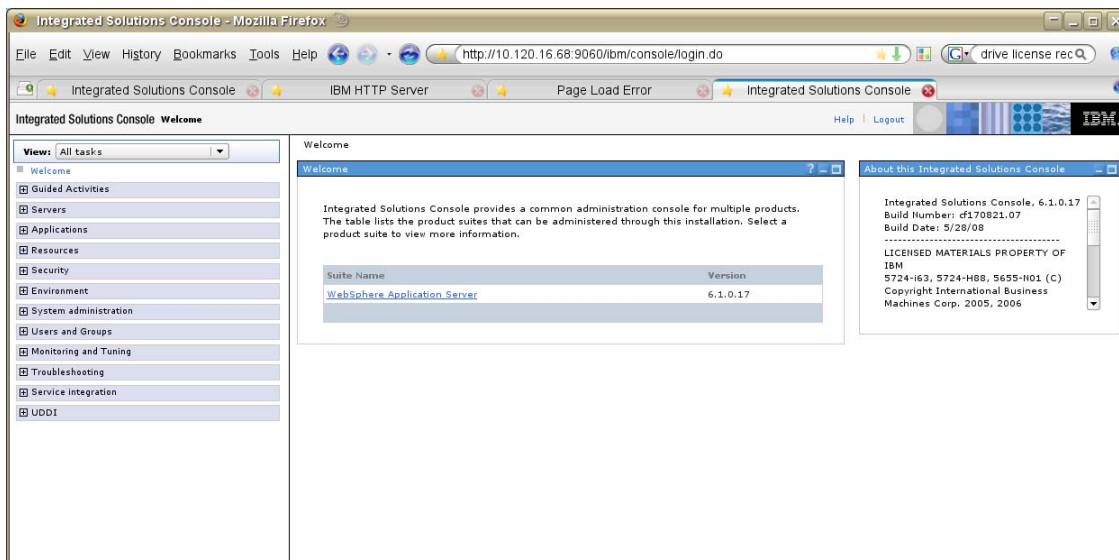 Integrated Solutions Console - Mozilla Firefox
File Edit View History Bookmarks Tools Help
http://10.120.16.68:9060/ibm/console/login.do
G drive license rec
Integrated Solutions Console
IBM HTTP Server
Page Load Error
Integrated Solutions Console
Integrated Solutions Console Welcome
Help | Logout
IBM.
View: All tasks
Welcome
Guided Activities
Servers
Applications
Resources
Security
Environment
System administration
Users and Groups
Monitoring and Tuning
Troubleshooting
Service integration
UDDI
Welcome
Welcome ?
Integrated Solutions Console provides a common administration console for multiple products.
The table lists the product suites that can be administered through this installation. Select a
product suite to view more information.
Suite Name Version
WebSphere Application Server 6.1.0.17
About this Integrated Solutions Console
Integrated Solutions Console, 6.1.0.17
Build Number: cf170821.07
Build Date: 5/28/08
----------------------------------------
LICENSED MATERIALS PROPERTY OF
IBM
5724-i63, 5724-H88, 5655-N01 (C)
Copyright International Business
Machines Corp. 2005, 2006